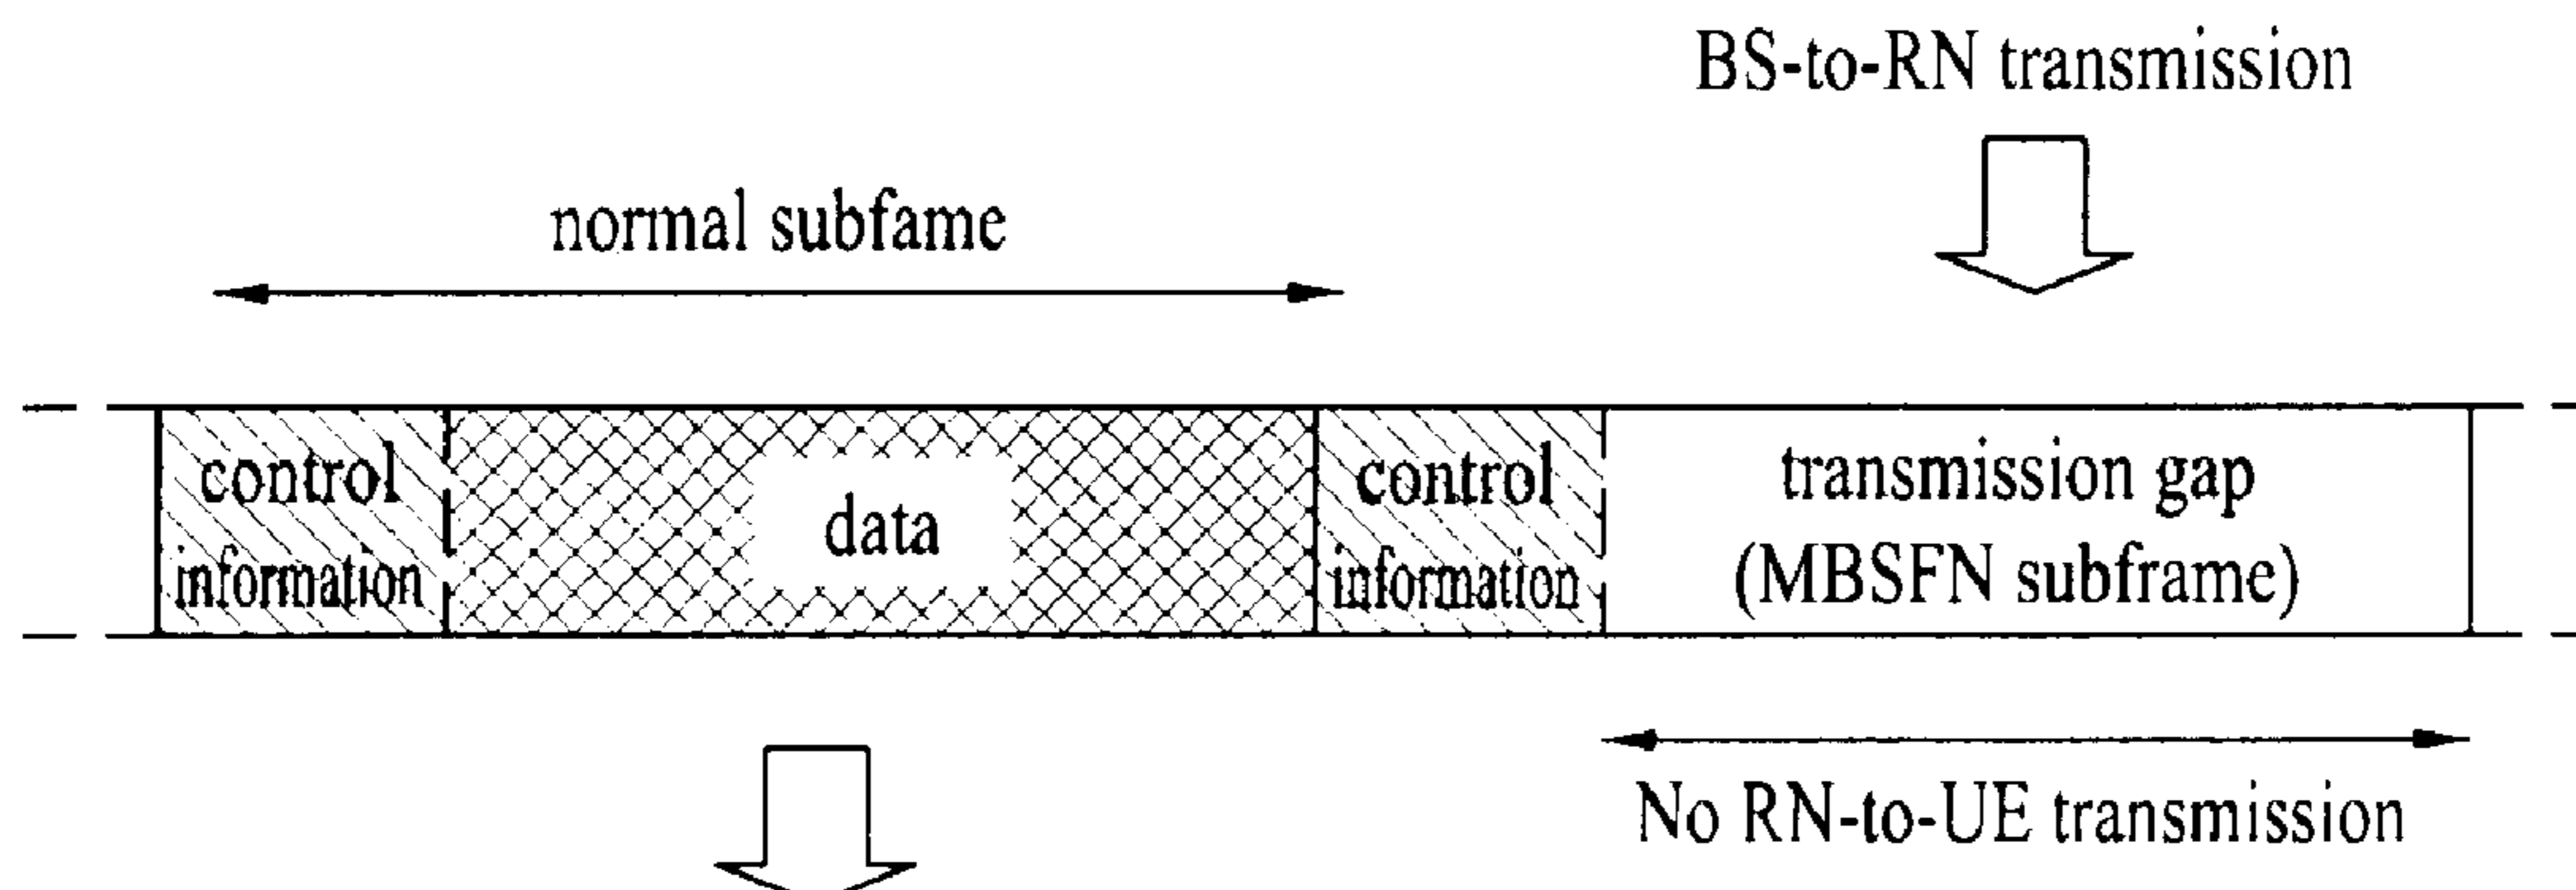 BS-to-RN transmission
normal subfame
control
information
data
control
information
transmission gap
(MBSFN subframe)
No RN-to-UE transmission